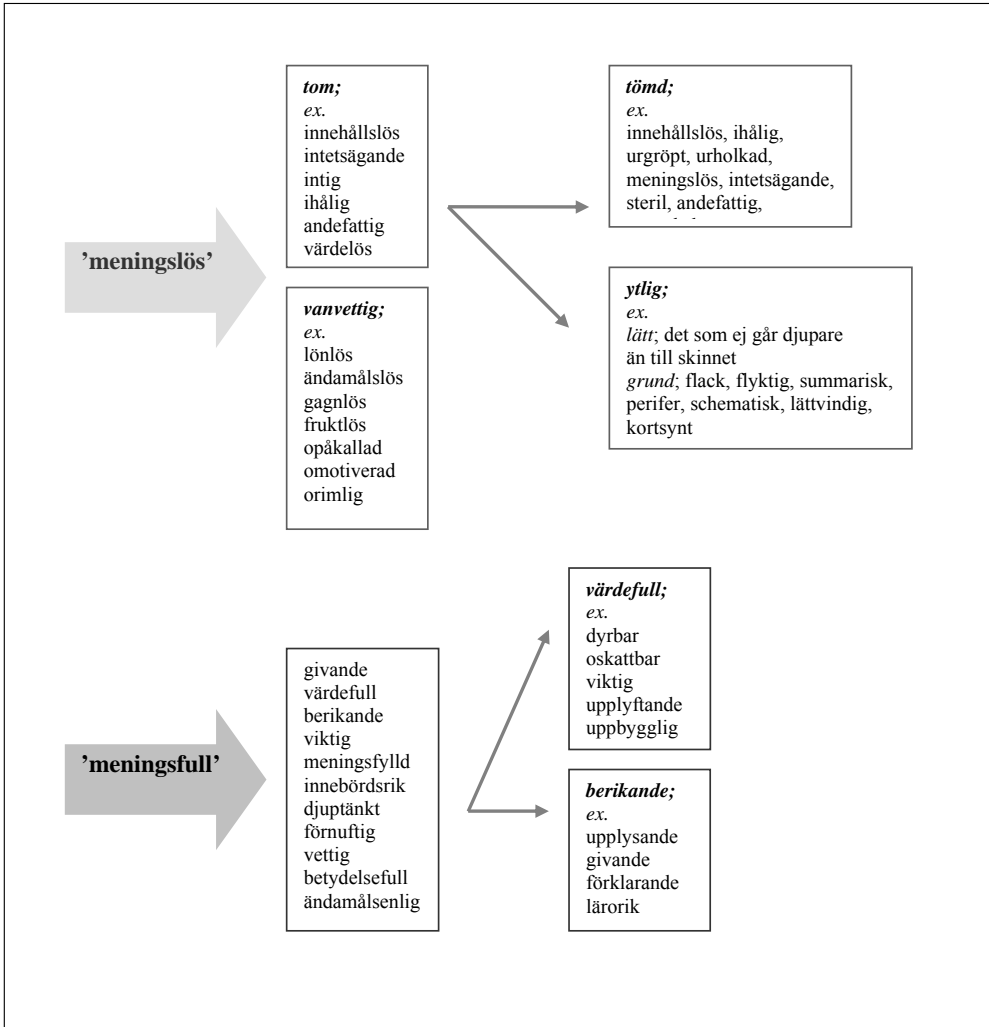 ’meningslös’
tom;
ex.
innehållslös
intetsägande
intig
ihålig
andefattig
värdelös
vanvettig;
ex.
lönlös
ändamålslös
gagnlös
fruktlös
opåkallad
omotiverad
orimlig
tömd;
ex.
innehållslös, ihålig,
urgröpt, urholkad,
meningslös, intetsägande,
steril, andefattig,
ytlig;
ex.
lätt; det som ej går djupare
än till skinnet
grund; flack, flyktig, summarisk,
perifer, schematisk, lättvindig,
kortsynt
’meningsfull’
givande
värdefull
berikande
viktig
meningsfylld
innebördsrik
djuptänkt
förnuftig
vettig
betydelsefull
ändamålsenlig
värdefull;
ex.
dyrbar
oskattbar
viktig
upplyftande
uppbygglig
berikande;
ex.
upplysande
givande
förklarande
lärorik